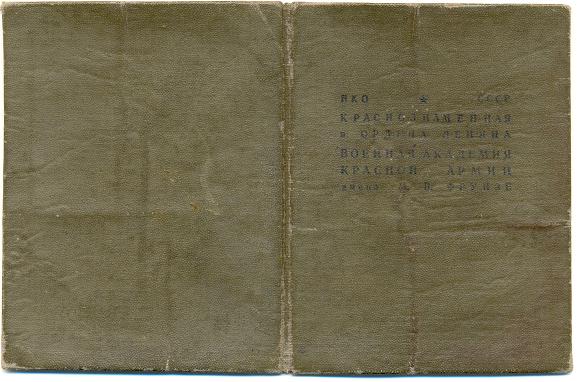 НКО ★ СССР
КРАСНОЗНАМЕННАЯ
и ОРДЕНА ЛЕНИНА
ВОЕННАЯ АКАДЕМИЯ
КРАСНОЙ АРМИИ
имени М. В. ФРУНЗЕ